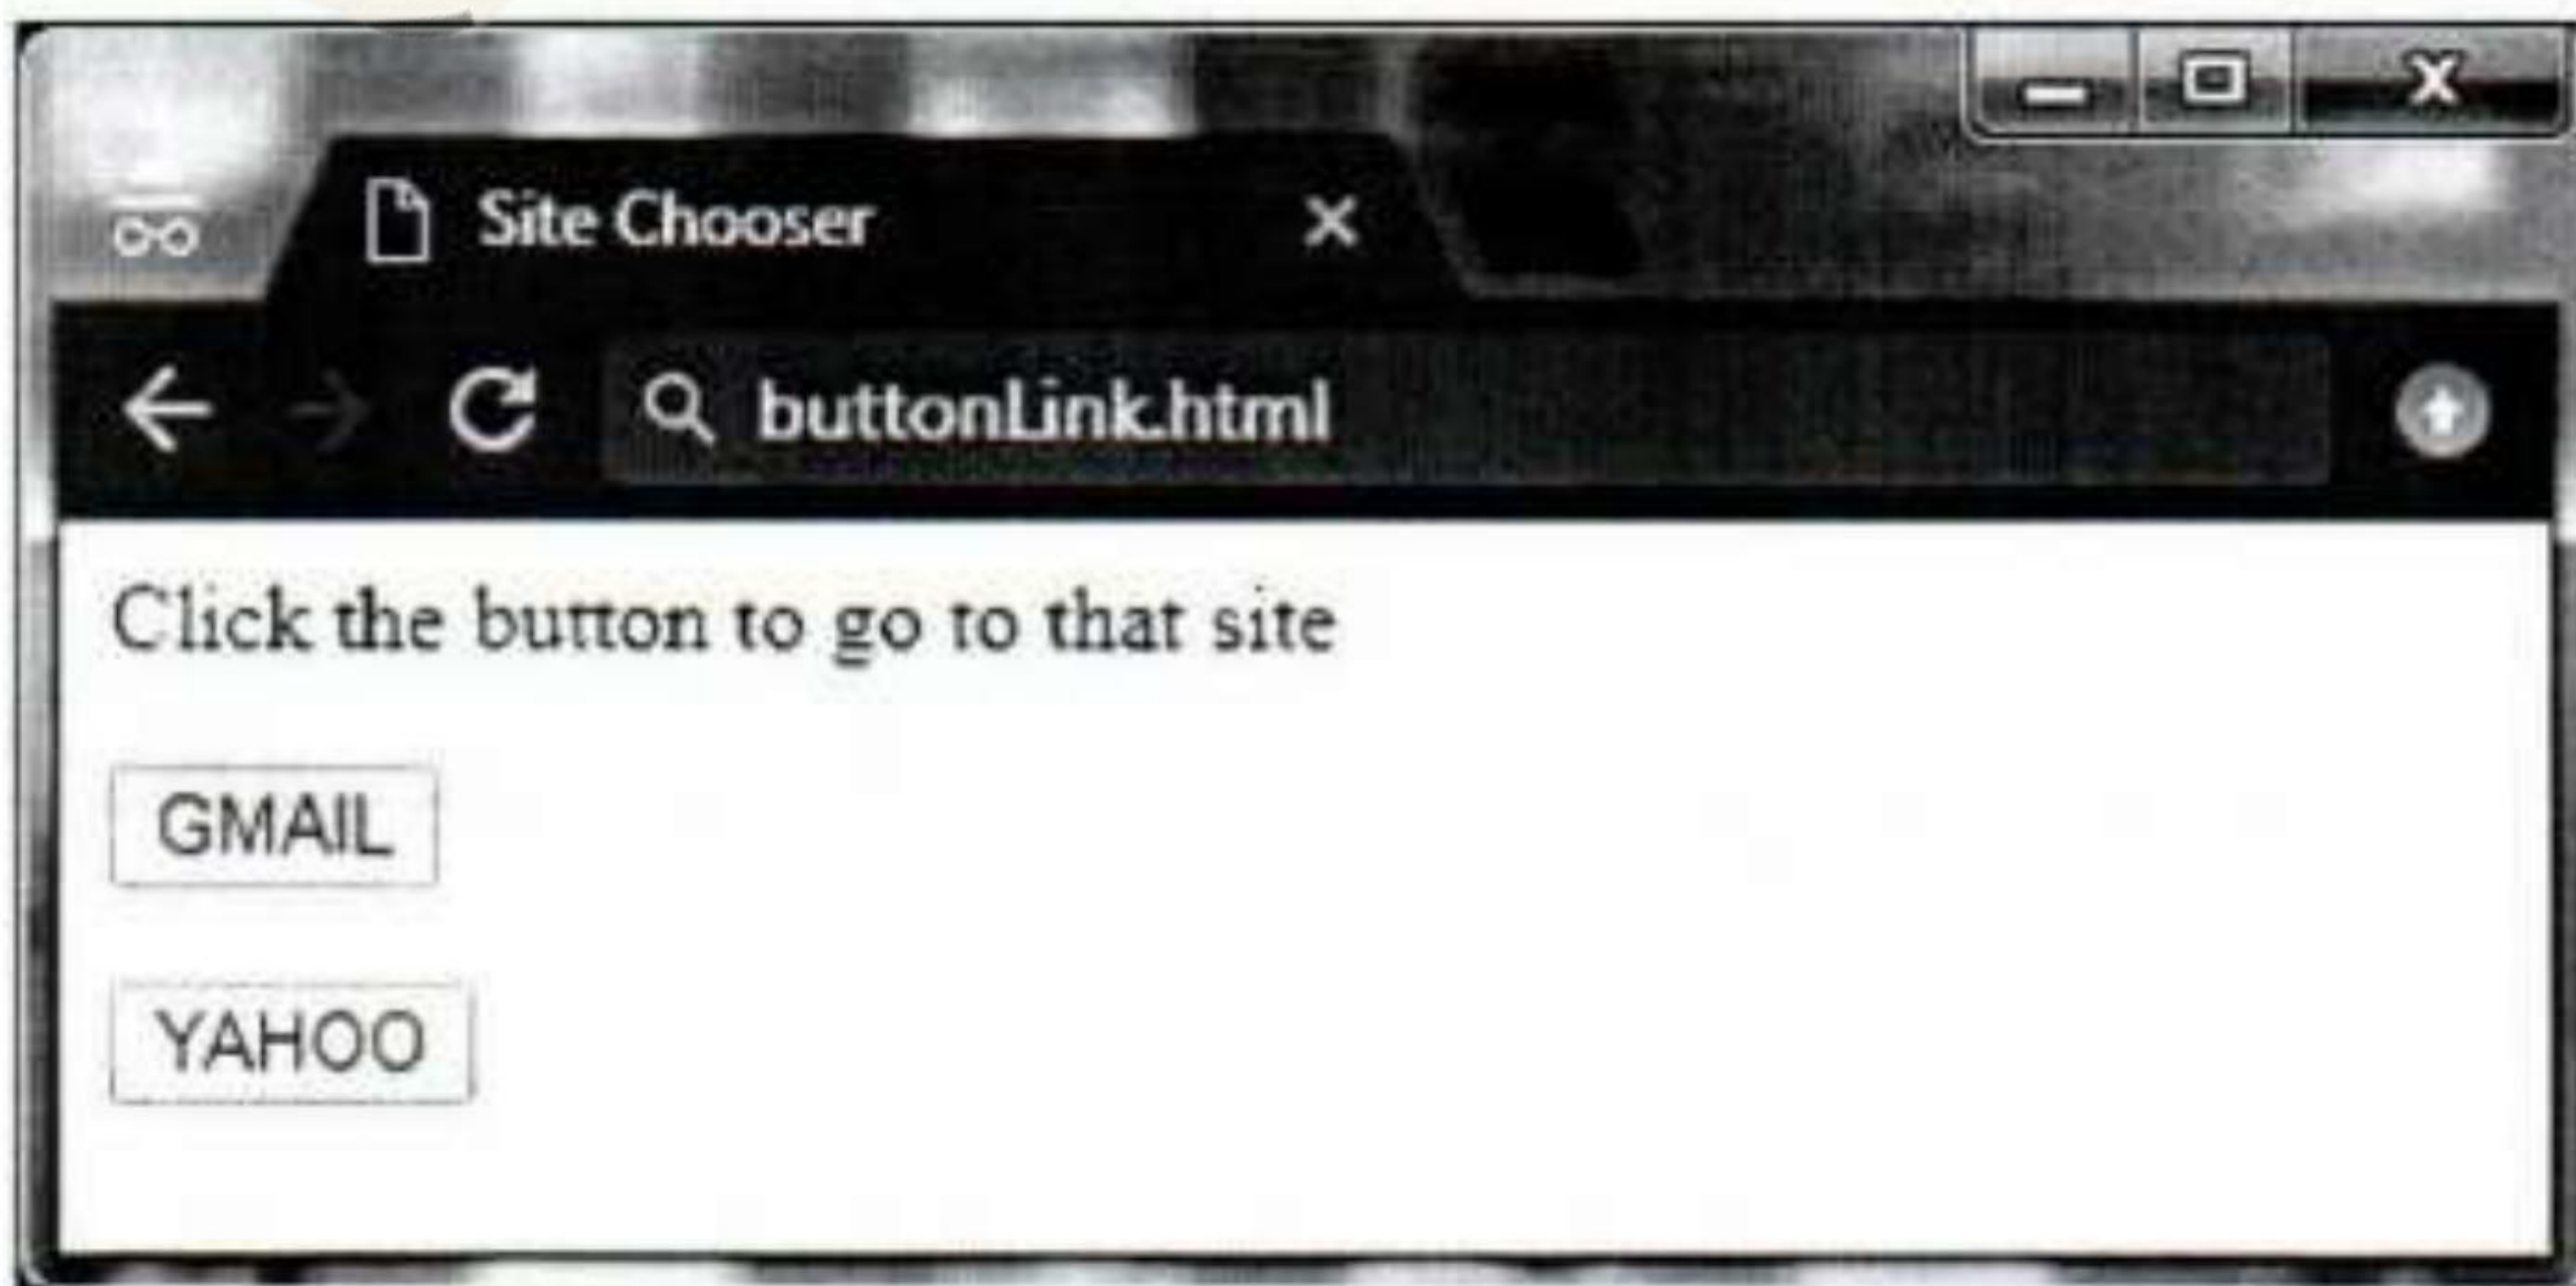 Site Chooser
buttonLink.html
Click the button to go to that site
GMAIL
YAHOO